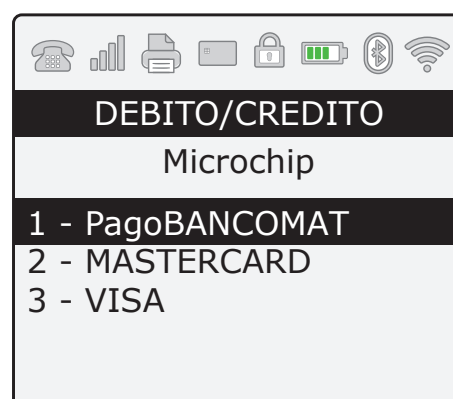 DEBITO/CREDITO
Microchip
1 - PagoBANCOMAT
2 - MASTERCARD
3 - VISA